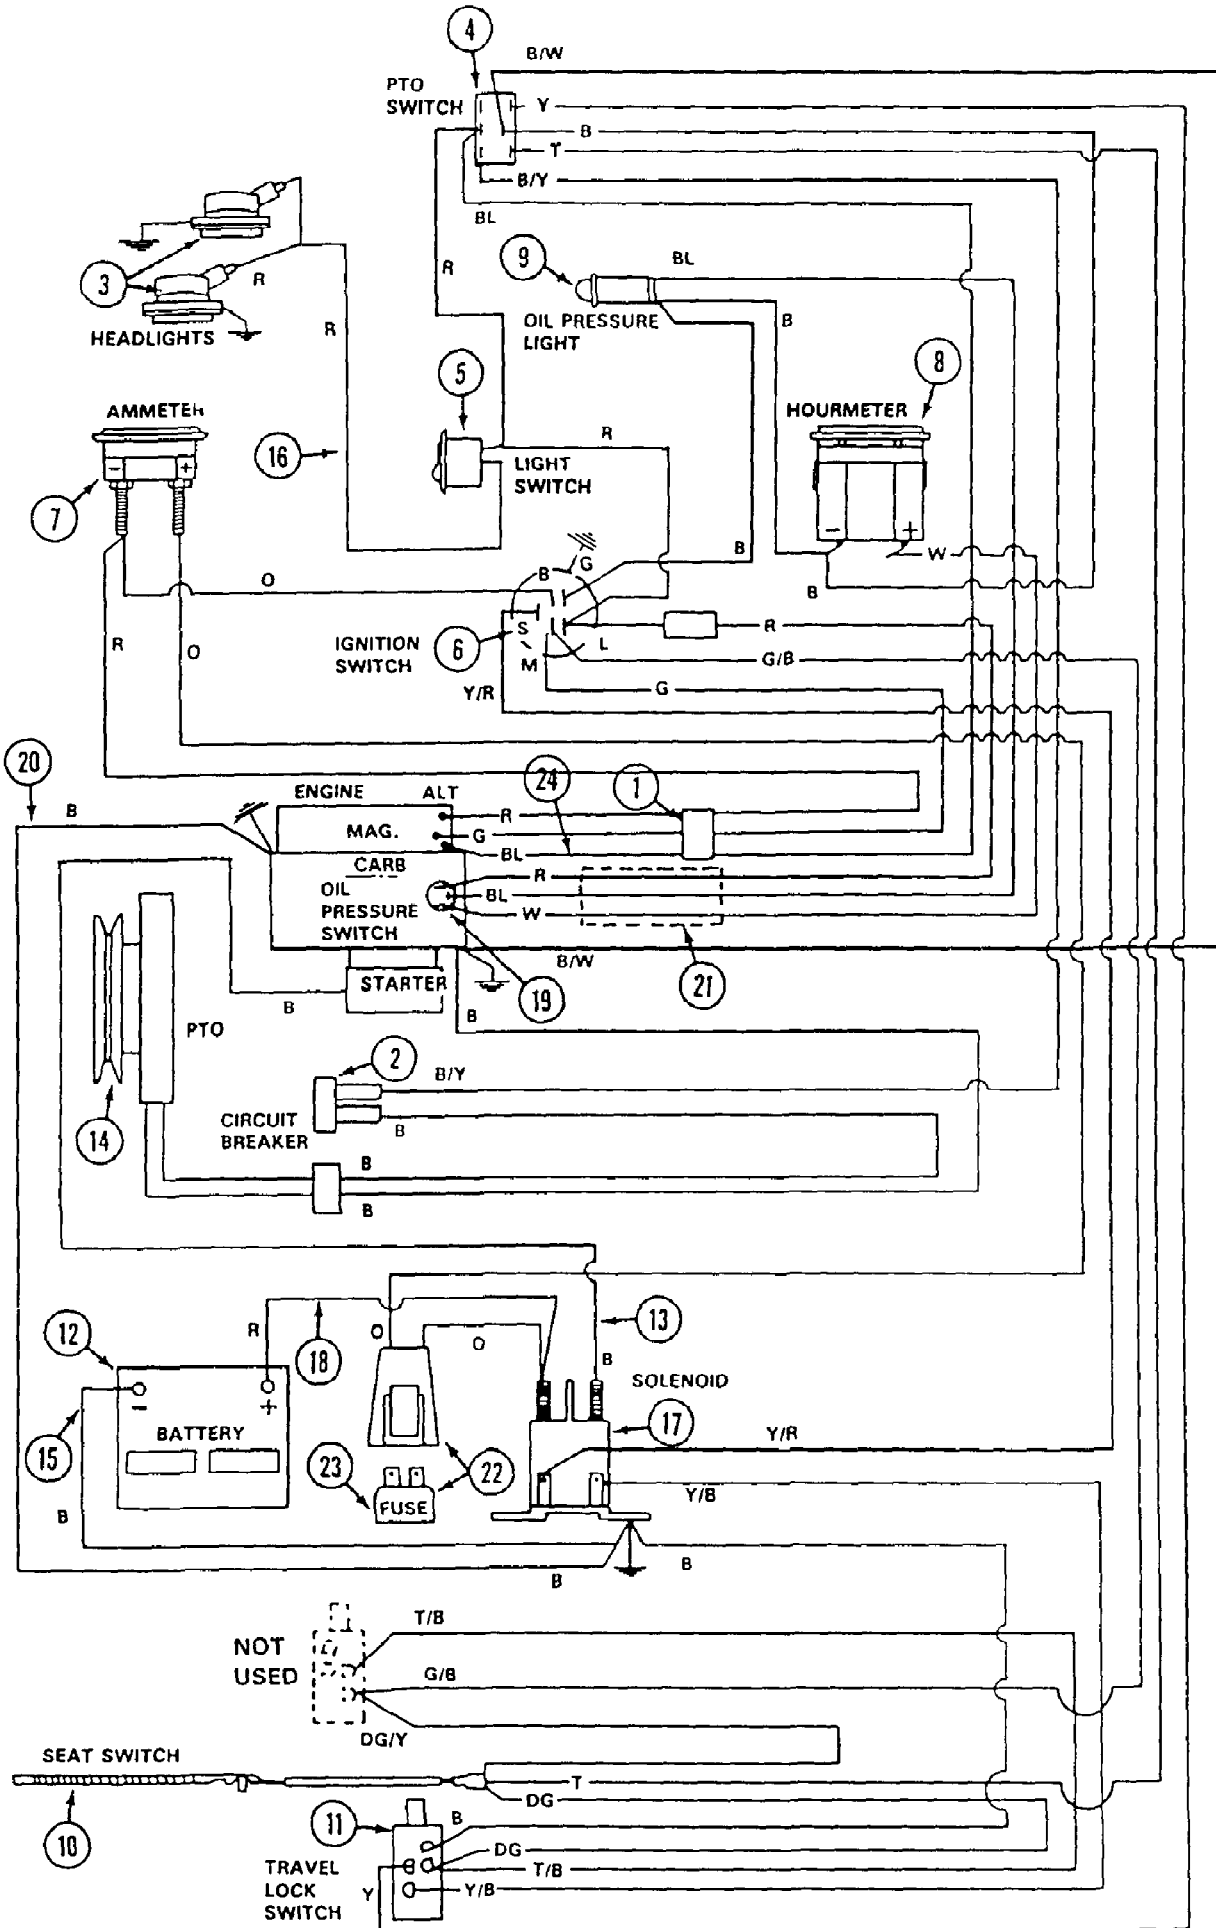 4
B/W
PTO
SWITCH
Y
B
T
B/Y
BL
R
9
BL
3
R
HEADLIGHTS
R
OIL PRESSURE
LIGHT
B
5
8
AMMETER
HOURMETER
16
R
LIGHT
SWITCH
- +
7
- +
B G
B
W
O
B
IGNITION
SWITCH
6
S
M
L
R
R
O
G/B
Y/R
G
20
B
ENGINE
ALT
24
1
R
MAG.
G
CARB
BL
OIL
PRESSURE
SWITCH
R
BL
W
B/W
STARTER
19
21
B
B
PTO
2
B/Y
14
CIRCUIT
BREAKER
B
B
B
12
R
18
O
O
13
B
SOLENOID
- +
BATTERY
15
17
Y/R
23
22
FUSE
Y/B
B
B
B
T/B
NOT
USED
G/B
DG/Y
SEAT SWITCH
T
DG
10
11
B
DG
TRAVEL
LOCK
SWITCH
T/B
Y
Y/B